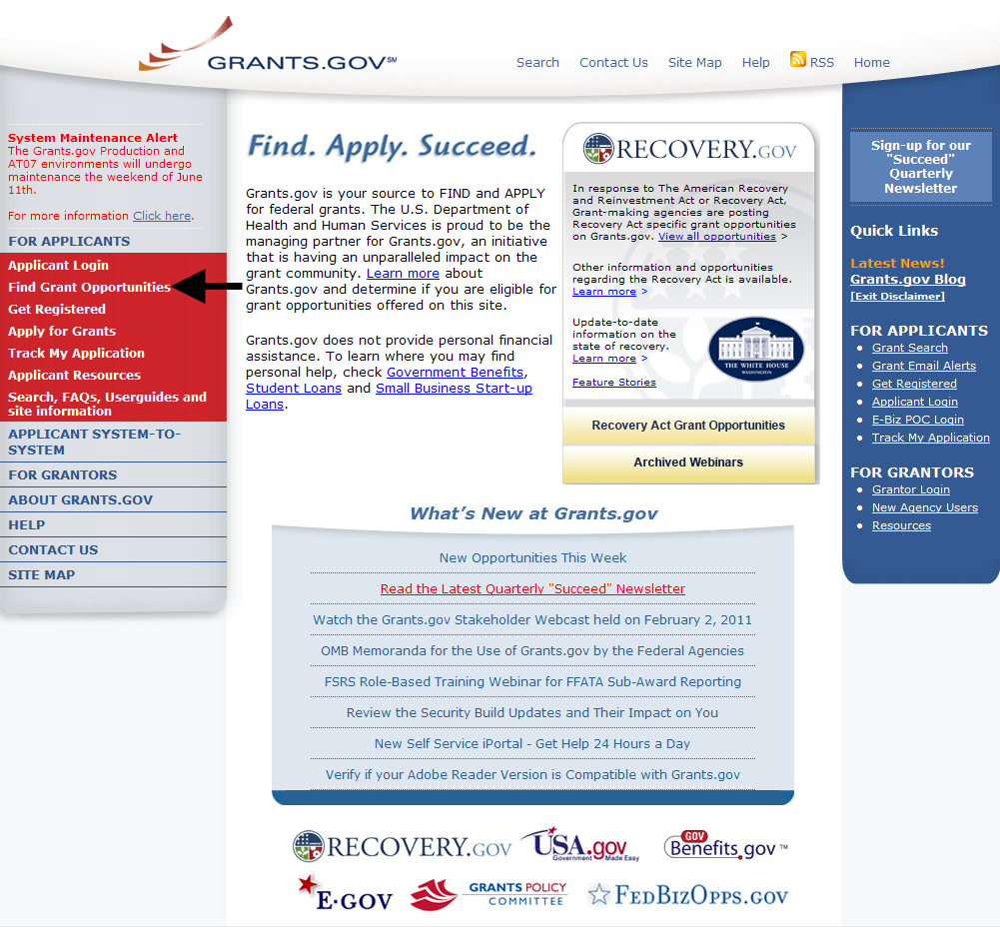 GRANTS.GOV℠
Search Contact Us Site Map Help RSS Home
System Maintenance Alert
The Grants.gov Production and
AT07 environments will undergo
maintenance the weekend of June
11th.
For more information Click here.
FOR APPLICANTS
Applicant Login
Find Grant Opportunities
Get Registered
Apply for Grants
Track My Application
Applicant Resources
Search, FAQs, Userguides and
site information
APPLICANT SYSTEM-TO-
SYSTEM
FOR GRANTORS
ABOUT GRANTS.GOV
HELP
CONTACT US
SITE MAP
Find. Apply. Succeed.
Grants.gov is your source to FIND and APPLY
for federal grants. The U.S. Department of
Health and Human Services is proud to be the
managing partner for Grants.gov, an initiative
that is having an unparalleled impact on the
grant community. Learn more about
Grants.gov and determine if you are eligible for
grant opportunities offered on this site.
Grants.gov does not provide personal financial
assistance. To learn where you may find
personal help, check Government Benefits,
Student Loans and Small Business Start-up
Loans.
RECOVERY.GOV
In response to The American Recovery
and Reinvestment Act or Recovery Act,
Grant-making agencies are posting
Recovery Act specific grant opportunities
on Grants.gov. View all opportunities >
Other information and opportunities
regarding the Recovery Act is available.
Learn more >
Update-to-date
information on the
state of recovery.
Learn more >
Feature Stories
THE WHITE HOUSE
WASHINGTON
Recovery Act Grant Opportunities
Archived Webinars
Sign-up for our
"Succeed"
Quarterly
Newsletter
Quick Links
Latest News!
Grants.gov Blog
[Exit Disclaimer]
FOR APPLICANTS
Grant Search
Grant Email Alerts
Get Registered
Applicant Login
E-Biz POC Login
Track My Application
FOR GRANTORS
Grantor Login
New Agency Users
Resources
What's New at Grants.gov
New Opportunities This Week
Read the Latest Quarterly "Succeed" Newsletter
Watch the Grants.gov Stakeholder Webcast held on February 2, 2011
OMB Memoranda for the Use of Grants.gov by the Federal Agencies
FSRS Role-Based Training Webinar for FFATA Sub-Award Reporting
Review the Security Build Updates and Their Impact on You
New Self Service iPortal - Get Help 24 Hours a Day
Verify if your Adobe Reader Version is Compatible with Grants.gov
RECOVERY.GOV
USA.gov
Government Made Easy
GOV
Benefits.gov ™
E-GOV
GRANTS POLICY
COMMITTEE
FEDBIZOPPS.GOV